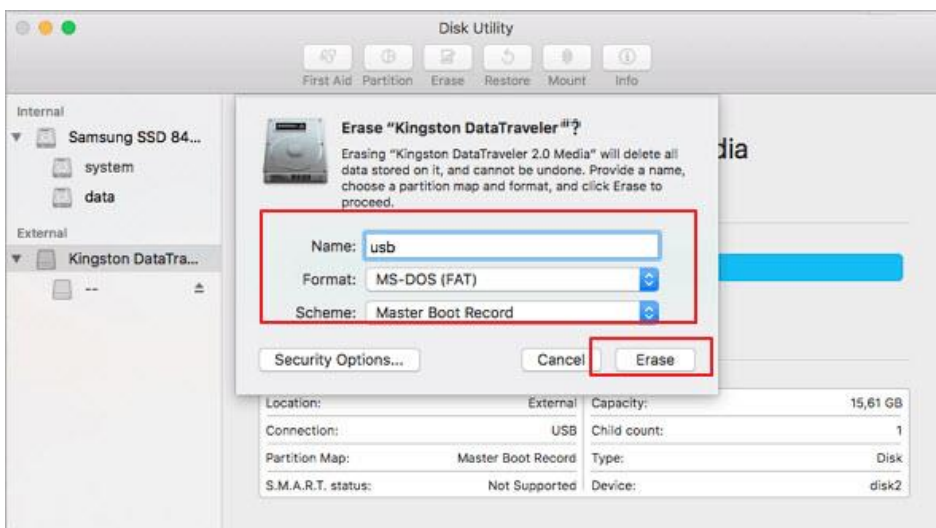 Disk Utility
First Aid Partition Erase Restore Mount Info
Internal
Samsung SSD 84...
system
data
External
Kingston DataTra...
--
dia
Erase "Kingston DataTraveler"?
Erasing "Kingston DataTraveler 2.0 Media" will delete all
data stored on it, and cannot be undone. Provide a name,
choose a partition map and format, and click Erase to
proceed.
Name: usb
Format: MS-DOS (FAT)
Scheme: Master Boot Record
Security Options... Cancel Erase
Location: External Capacity: 15,61 GB
Connection: USB Child count: 1
Partition Map: Master Boot Record Type: Disk
S.M.A.R.T. status: Not Supported Device: disk2